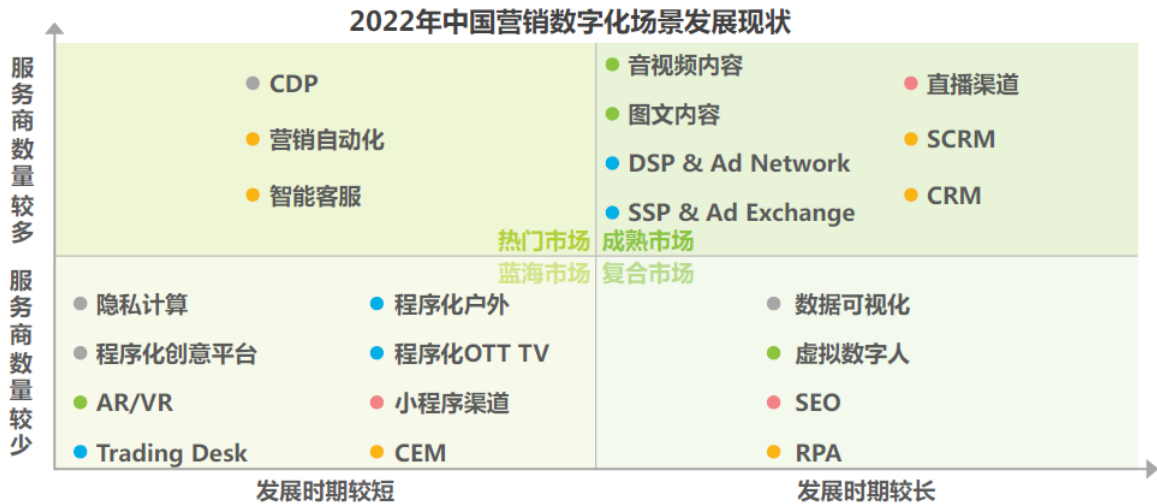 2022年中国营销数字化场景发展现状
服务商数量较多
CDP
营销自动化
智能客服
热门市场
音视频内容
图文内容
DSP & Ad Network
SSP & Ad Exchange
直播渠道
SCRM
CRM
成熟市场
服务商数量较少
蓝海市场
隐私计算
程序化创意平台
AR/VR
Trading Desk
程序化户外
程序化OTT TV
小程序渠道
CEM
复合市场
数据可视化
虚拟数字人
SEO
RPA
发展时期较短
发展时期较长